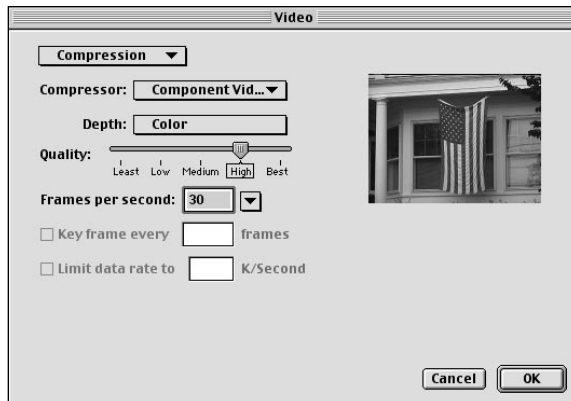 Video
Compression
Compressor: Component Vid...
Depth: Color
Quality:
Least Low Medium High Best
Frames per second: 30
Key frame every frames
Limit data rate to K/Second
Cancel OK